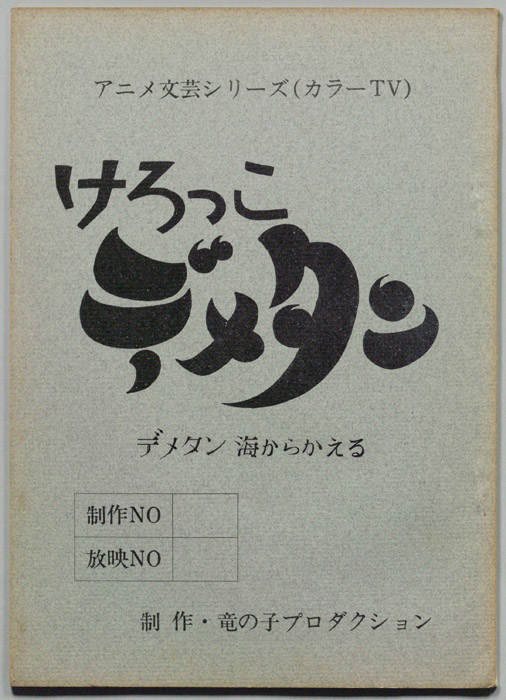 アニメ文芸シリーズ(カラーTV)
けろっこ
デメタン
デメタン 海からかえる
制作NO
放映NO
制 作・竜の子プロダクション